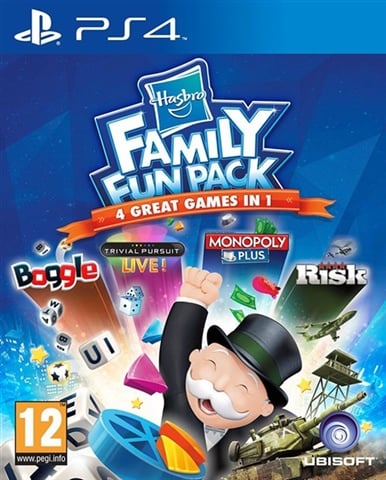 PS4
Hasbro
FAMILY
FUN PACK
4 GREAT GAMES IN 1
TRIVIAL PURSUIT
LIVE!
MONOPOLY
PLUS
Boggle
Risk
UI
12
www.pegi.info
UBISOFT